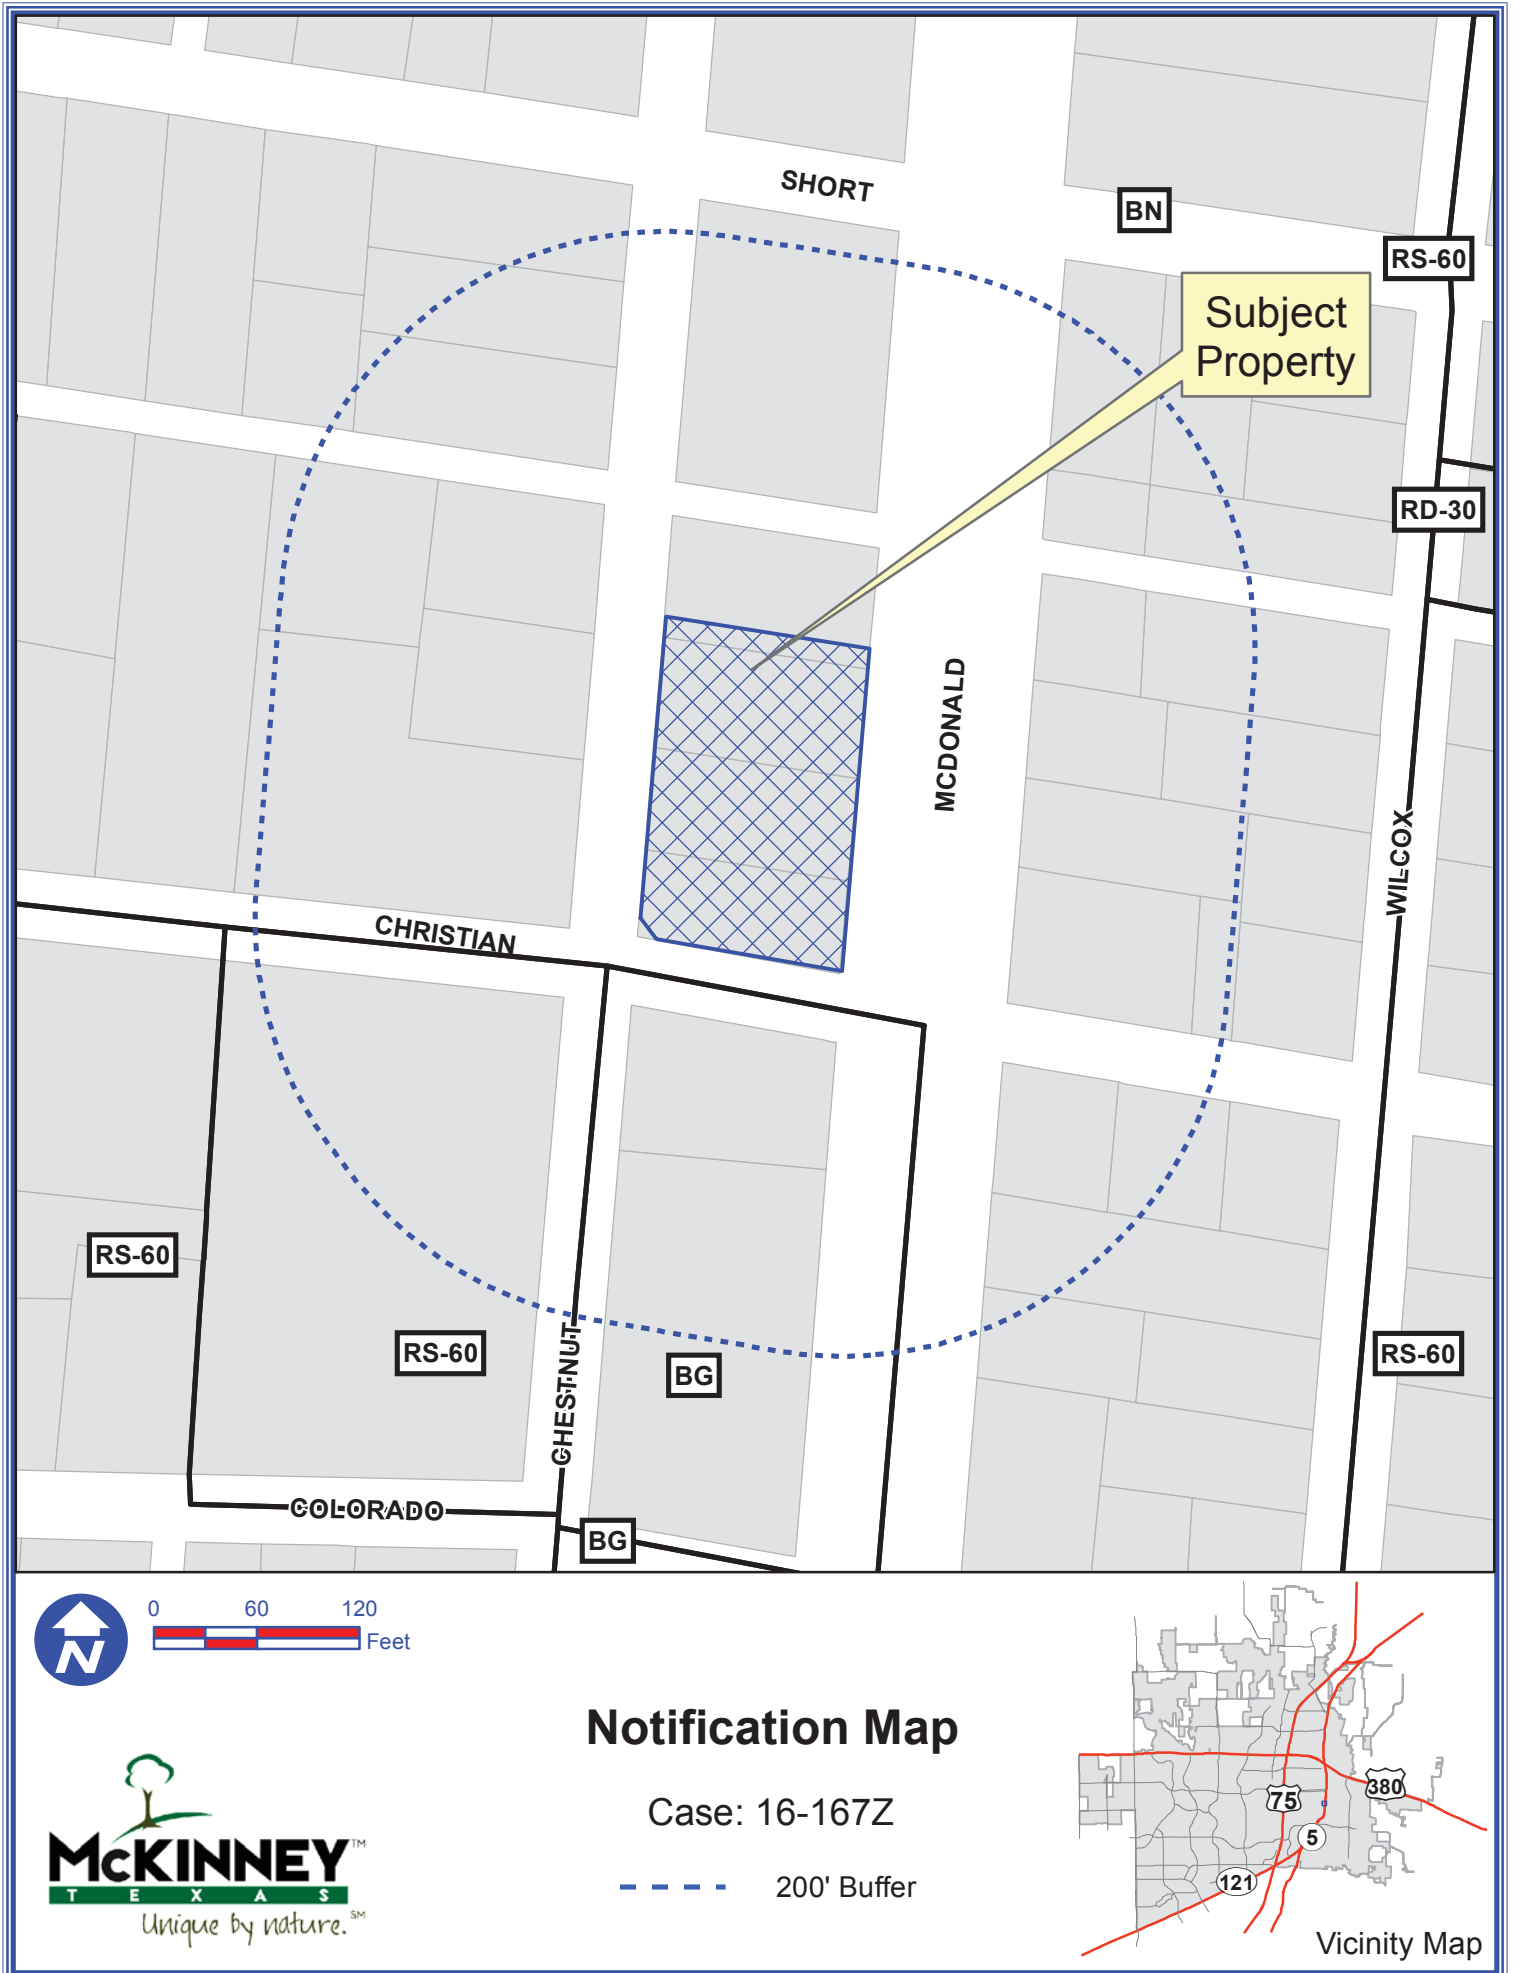 SHORT
BN
RS-60
Subject
Property
RD-30
MCDONALD
WILCOX
CHRISTIAN
RS-60
RS-60
RS-60
BG
CHESTNUT
COLORADO
BG
0 60 120
Feet
N
Notification Map
Case: 16-167Z
200' Buffer
McKINNEY™
TEXAS
Unique by nature.℠
75
380
5
121
Vicinity Map